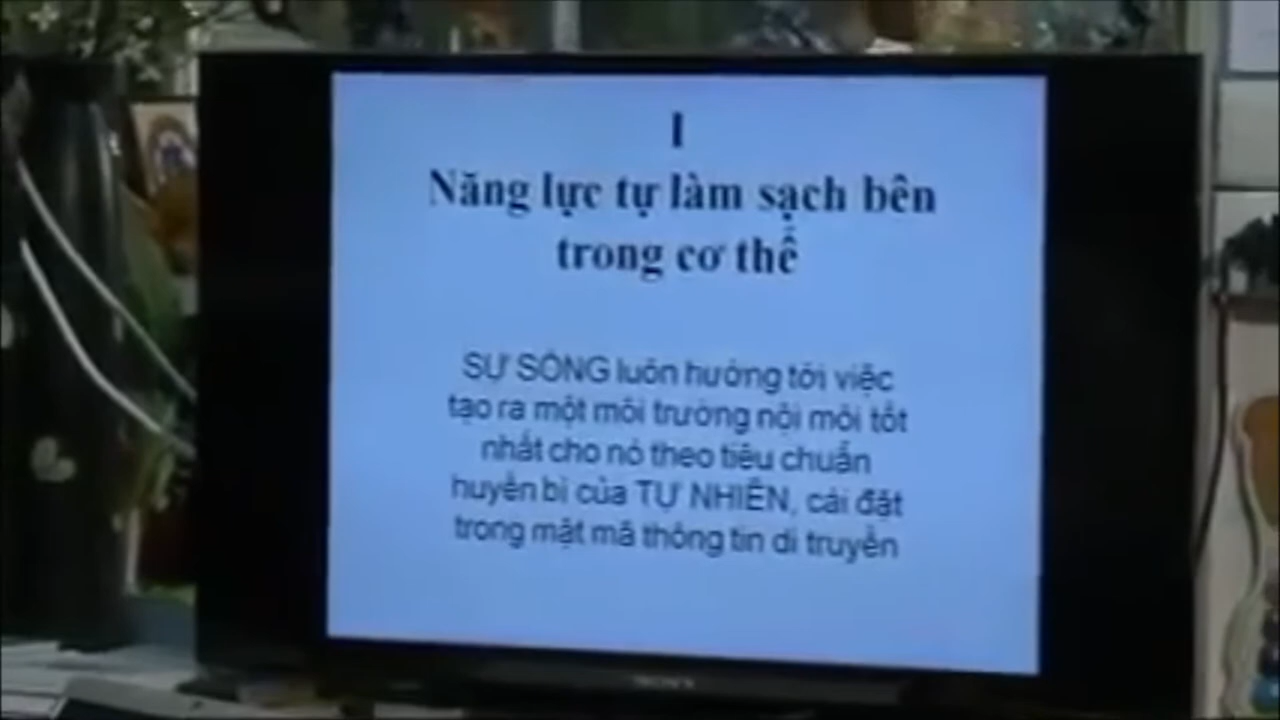 I
Năng lực tự làm sạch bên
trong cơ thể
SỰ SỐNG luôn hướng tới việc
tạo ra một môi trường nội môi tốt
nhất cho nó theo tiêu chuẩn
huyền bí của TỰ NHIÊN, cài đặt
trong mật mã thông tin di truyền
SONY